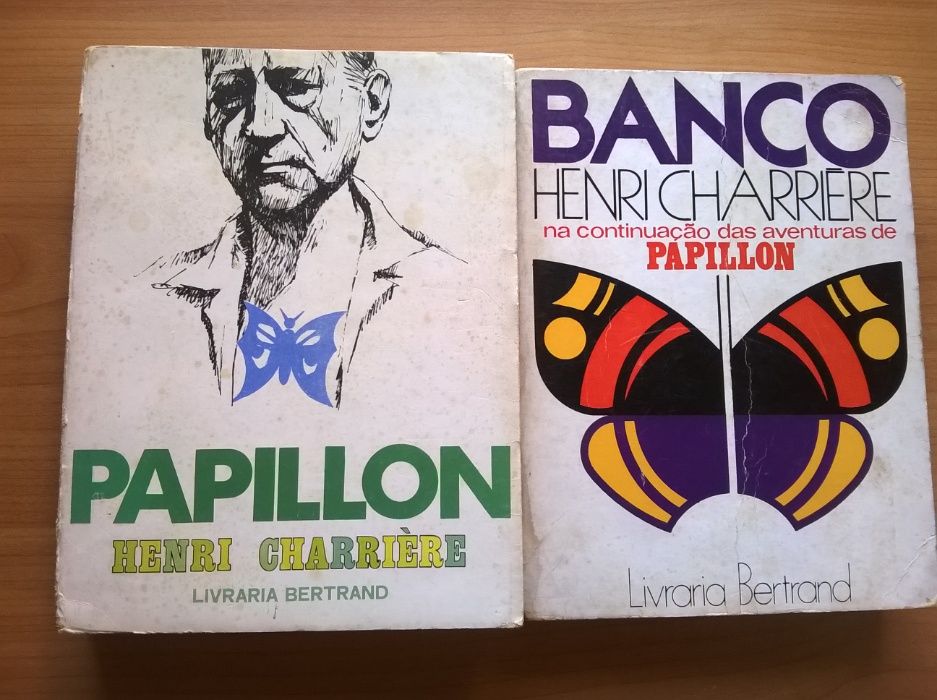 PAPILLON
HENRI CHARRIÈRE
LIVRARIA BERTRAND
BANCO
HENRI CHARRIÈRE
na continuação das aventuras de
PAPILLON
Livraria Bertrand